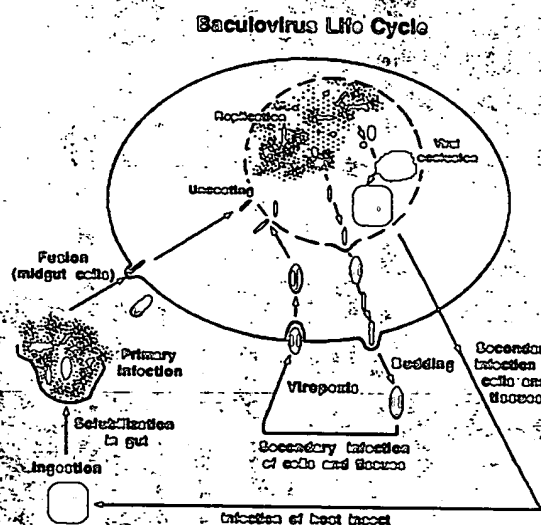 Baculovirus Life Cycle
Replication
Viral
Uncoating
Fusion
(midgut cells)
Primary
Infection
Solubilization
in gut
Ingestion
Viropexis
Budding
Secondary Infection
of cells and tissues
Secondary
Infection
cells and
tissues
Infection of host insect